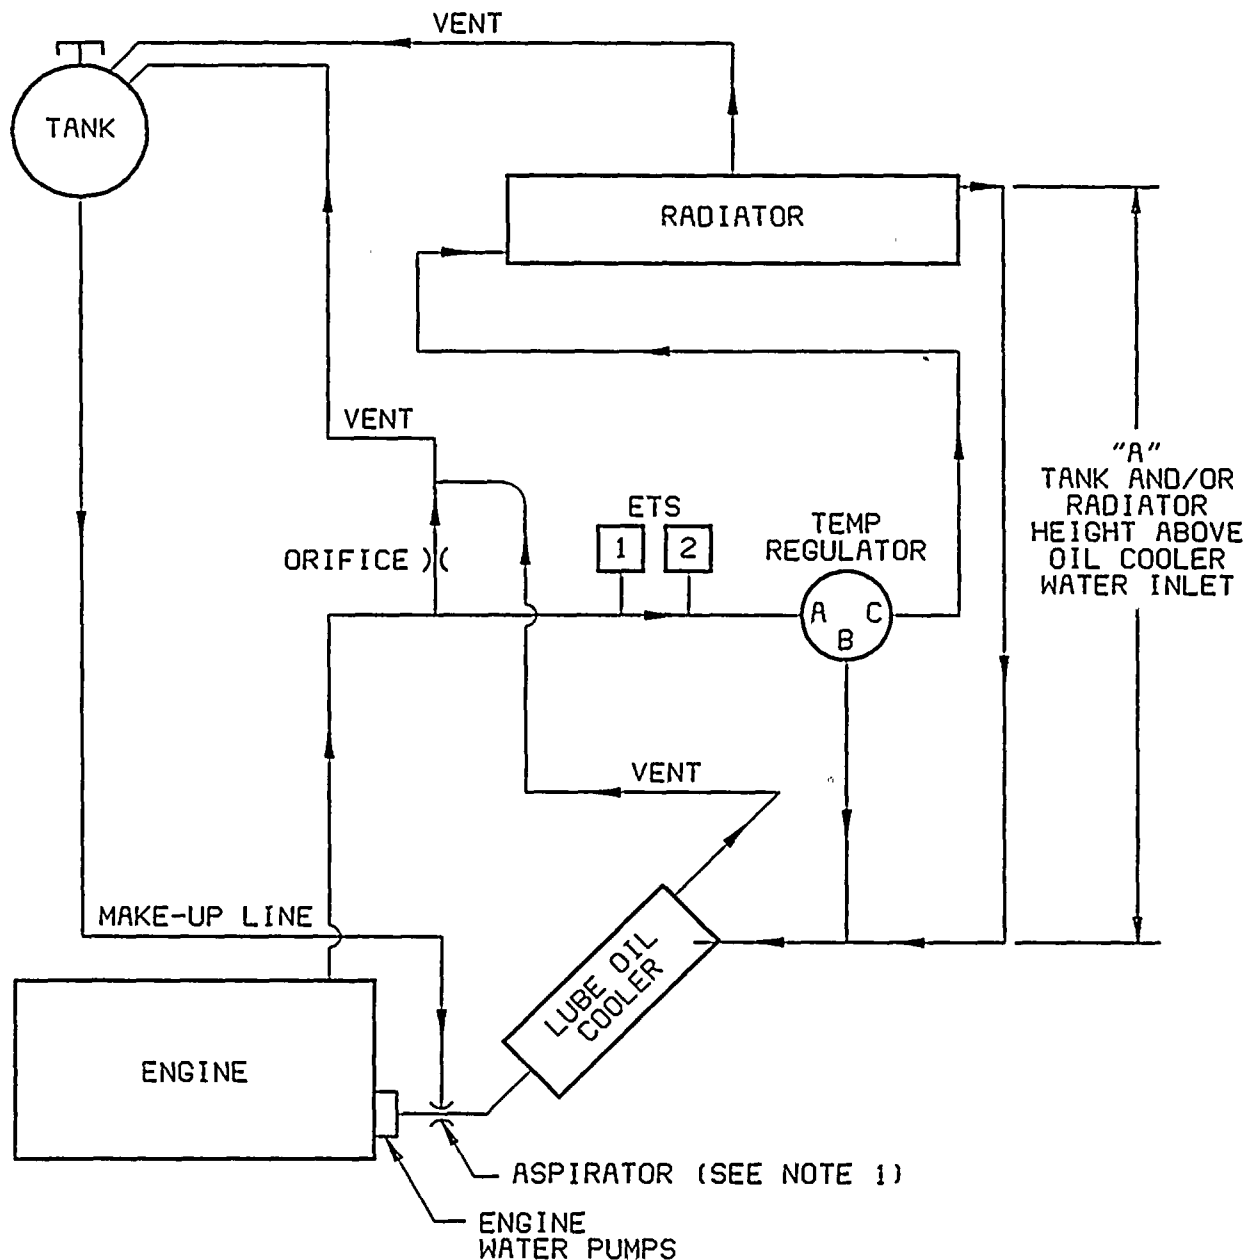 VENT
TANK
RADIATOR
VENT
ORIFICE
ETS
1
2
TEMP
REGULATOR
A
B
C
"A"
TANK AND/OR
RADIATOR
HEIGHT ABOVE
OIL COOLER
WATER INLET
VENT
MAKE-UP LINE
LUBE OIL
COOLER
ENGINE
ASPIRATOR (SEE NOTE 1)
ENGINE
WATER PUMPS